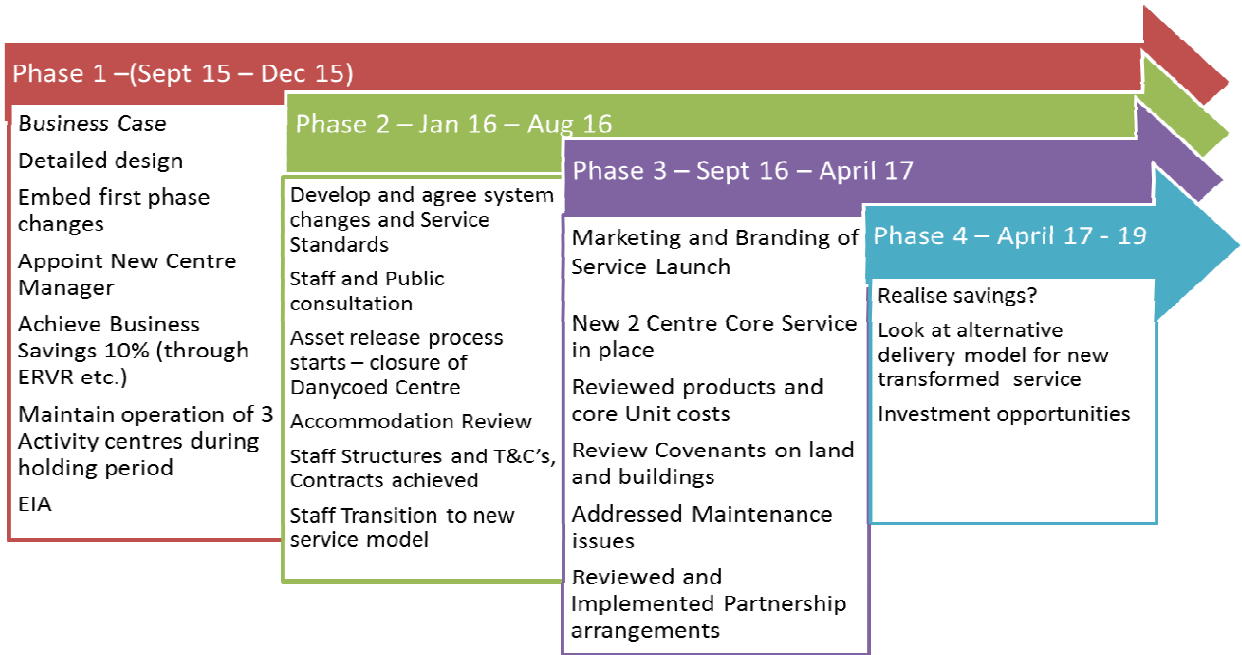 Phase 1 –(Sept 15 – Dec 15)
Business Case
Detailed design
Embed first phase
changes
Appoint New Centre
Manager
Achieve Business
Savings 10% (through
ERVR etc.)
Maintain operation of 3
Activity centres during
holding period
EIA
Phase 2 – Jan 16 – Aug 16
Develop and agree system
changes and Service
Standards
Staff and Public
consultation
Asset release process
starts – closure of
Danycoed Centre
Accommodation Review
Staff Structures and T&C's,
Contracts achieved
Staff Transition to new
service model
Phase 3 – Sept 16 – April 17
Marketing and Branding of
Service Launch
New 2 Centre Core Service
in place
Reviewed products and
core Unit costs
Review Covenants on land
and buildings
Addressed Maintenance
issues
Reviewed and
Implemented Partnership
arrangements
Phase 4 – April 17 - 19
Realise savings?
Look at alternative
delivery model for new
transformed service
Investment opportunities